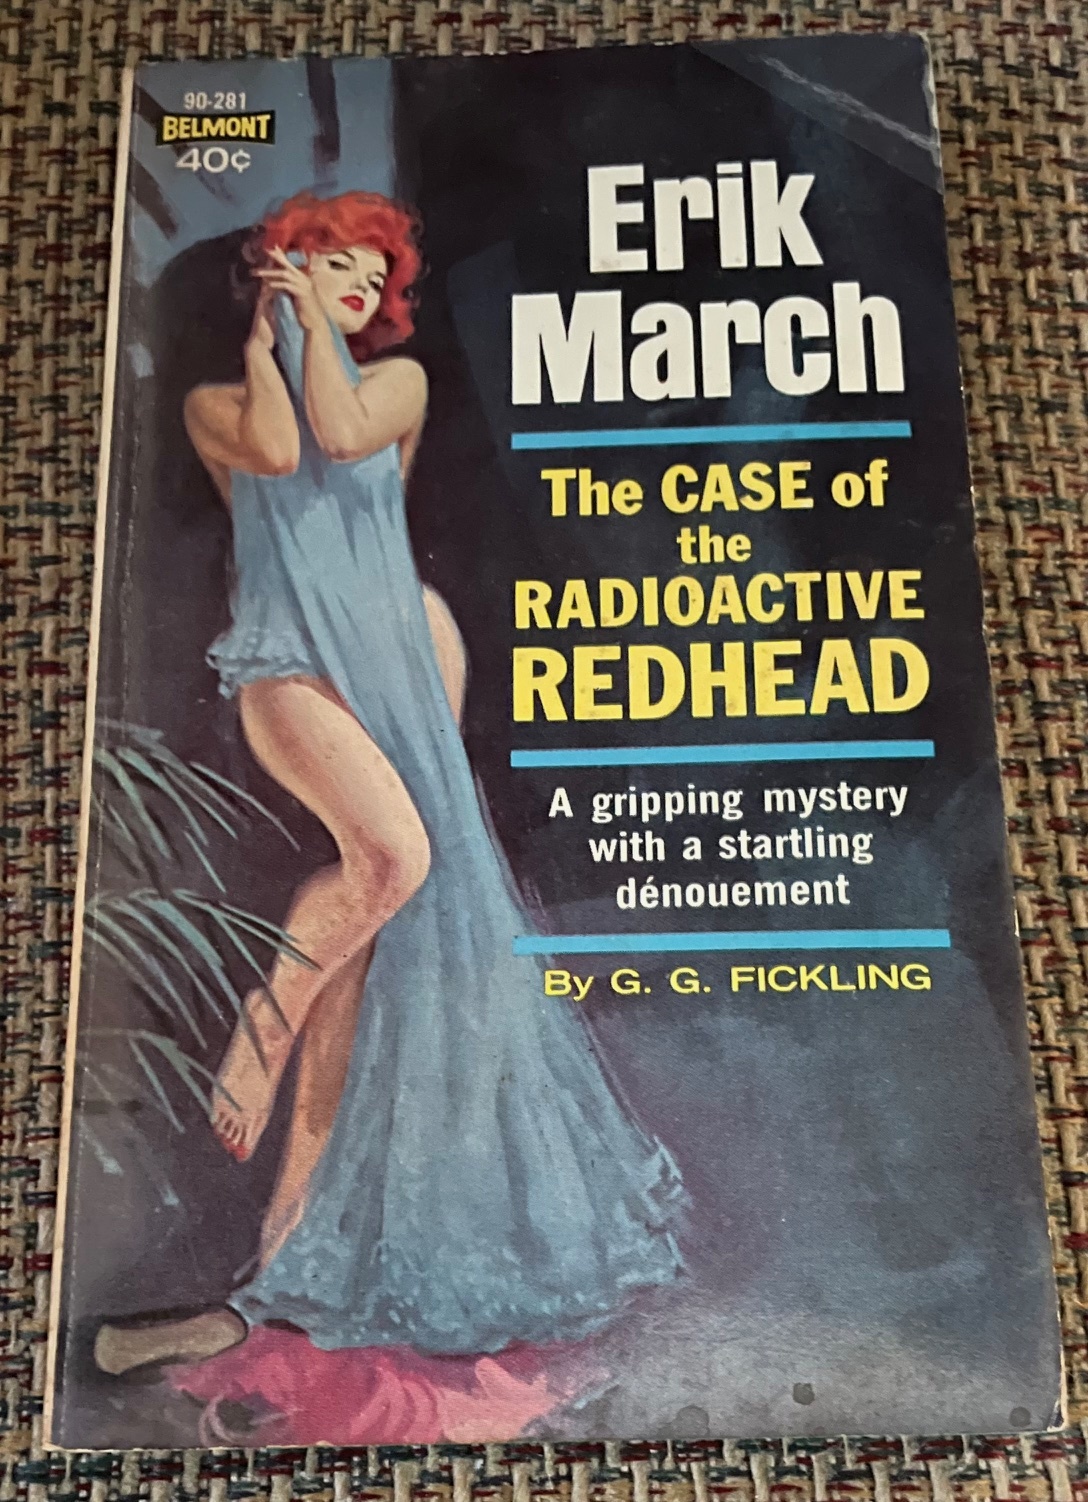 90-281
BELMONT
40¢
Erik
March
The CASE of
the
RADIOACTIVE
REDHEAD
A gripping mystery
with a startling
dénouement
By G. G. FICKLING